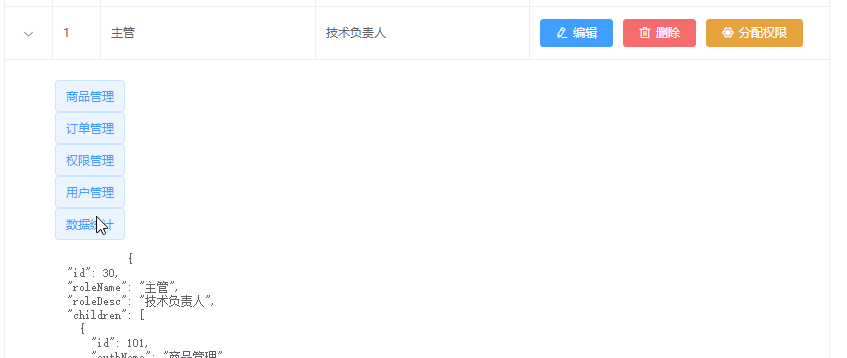 1 主管 技术负责人 编辑 删除 分配权限
商品管理
订单管理
权限管理
用户管理
数据统计
{
"id": 30,
"roleName": "主管",
"roleDesc": "技术负责人",
"children": [
{
"id": 101,
"authName": "商品管理"